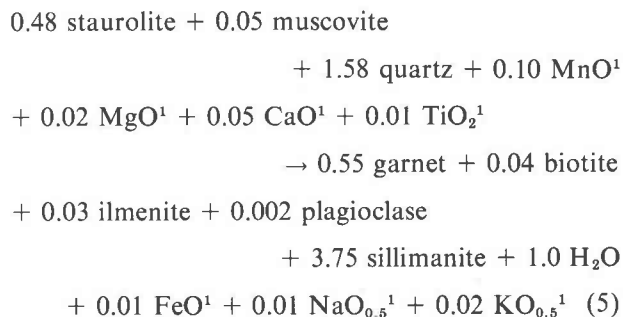 0.48 staurolite + 0.05 muscovite
+ 1.58 quartz + 0.10 MnO¹
+ 0.02 MgO¹ + 0.05 CaO¹ + 0.01 TiO₂¹
→ 0.55 garnet + 0.04 biotite
+ 0.03 ilmenite + 0.002 plagioclase
+ 3.75 sillimanite + 1.0 H₂O
+ 0.01 FeO¹ + 0.01 NaO₀.₅¹ + 0.02 KO₀.₅¹ (5)